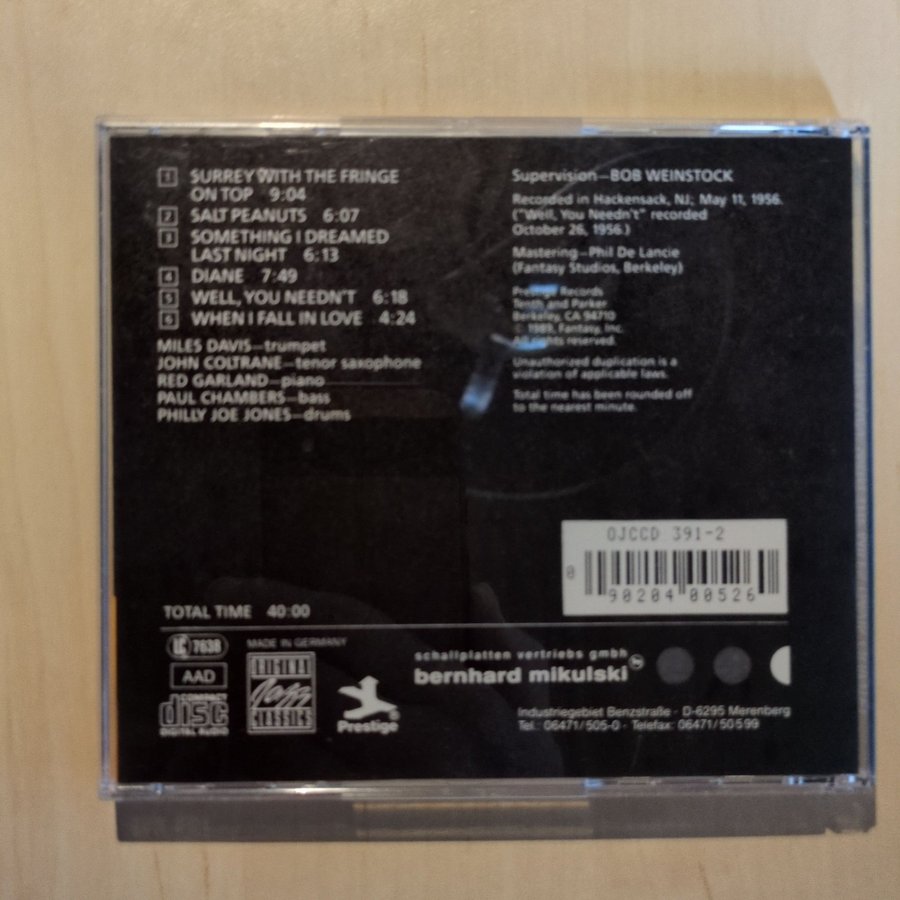 1 SURREY WITH THE FRINGE
ON TOP 9:04
2 SALT PEANUTS 6:07
3 SOMETHING I DREAMED
LAST NIGHT 6:13
4 DIANE 7:49
5 WELL, YOU NEEDN'T 6:18
6 WHEN I FALL IN LOVE 4:24
MILES DAVIS—trumpet
JOHN COLTRANE—tenor saxophone
RED GARLAND—piano
PAUL CHAMBERS—bass
PHILLY JOE JONES—drums
Supervision—BOB WEINSTOCK
Recorded in Hackensack, NJ; May 11, 1956.
("Well, You Needn't" recorded
October 26, 1956.)
Mastering—Phil De Lancie
(Fantasy Studios, Berkeley)
Prestige Records
Tenth and Parker
Berkeley, CA 94710
© 1989, Fantasy, Inc.
All rights reserved.
Unauthorized duplication is a
violation of applicable laws.
Total time has been rounded off
to the nearest minute.
OJCCD 391-2
0 90204 00526
TOTAL TIME 40:00
LC 7638
MADE IN GERMANY
AAD
COMPACT
disc
DIGITAL AUDIO
ORIGINAL
Jazz
CLASSICS
Prestige
schallplatten vertriebs gmbh
bernhard mikulski
Industriegebiet Benzstraße · D-6295 Merenberg
Tel.: 06471/505-0 · Telefax: 06471/50599